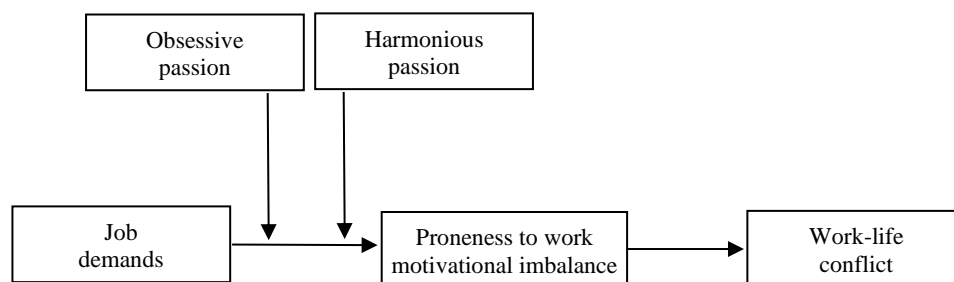 Obsessive
passion
Harmonious
passion
Job
demands
Proneness to work
motivational imbalance
Work-life
conflict